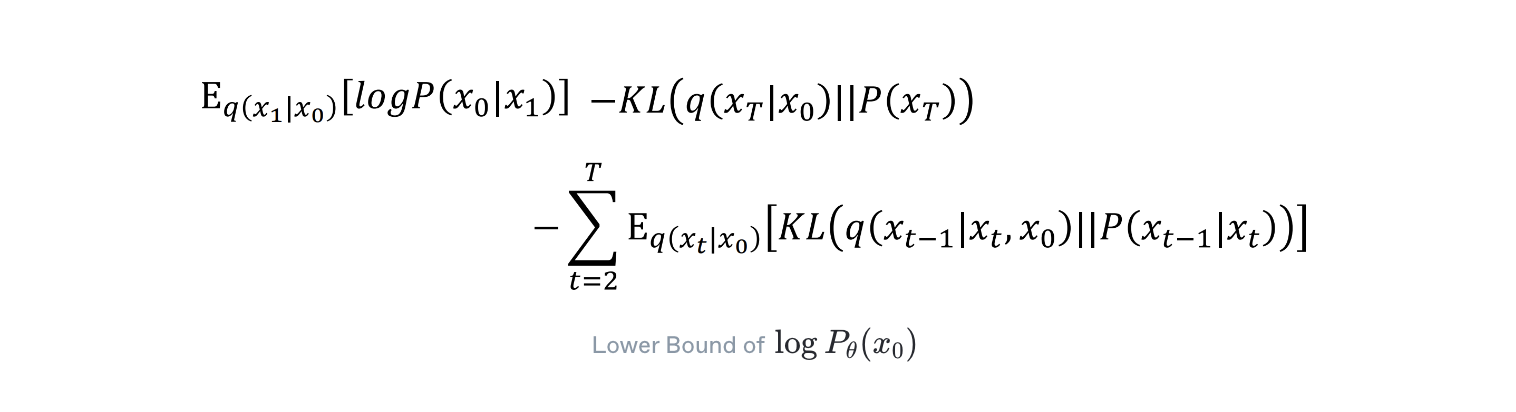 E_{q(x_1|x_0)}[logP(x_0|x_1)] −KL(q(x_T|x_0)||P(x_T))
−∑_{t=2}^{T} E_{q(x_t|x_0)}[KL(q(x_{t−1}|x_t, x_0)||P(x_{t−1}|x_t))]
Lower Bound of log P_θ(x_0)